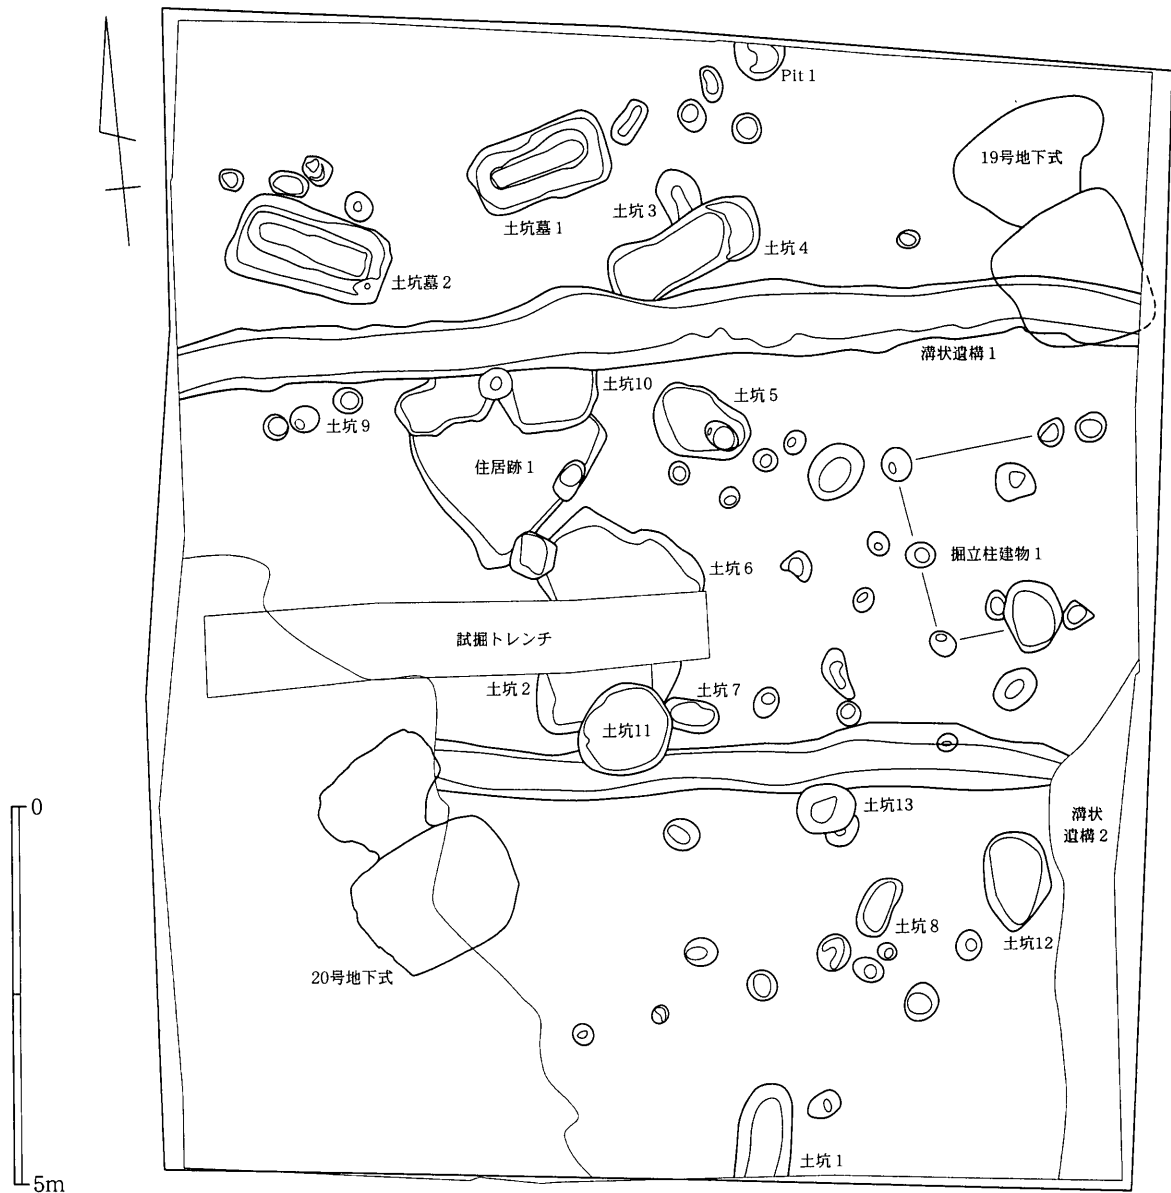 Pit 1
19号地下式
土坑墓 1
土坑 3
土坑 4
土坑墓 2
溝状遺構 1
土坑10
土坑 5
土坑 9
住居跡 1
掘立柱建物 1
土坑 6
試掘トレンチ
土坑 2
土坑 7
土坑11
0
土坑13
溝状
遺構 2
土坑 8
土坑12
20号地下式
土坑 1
5m